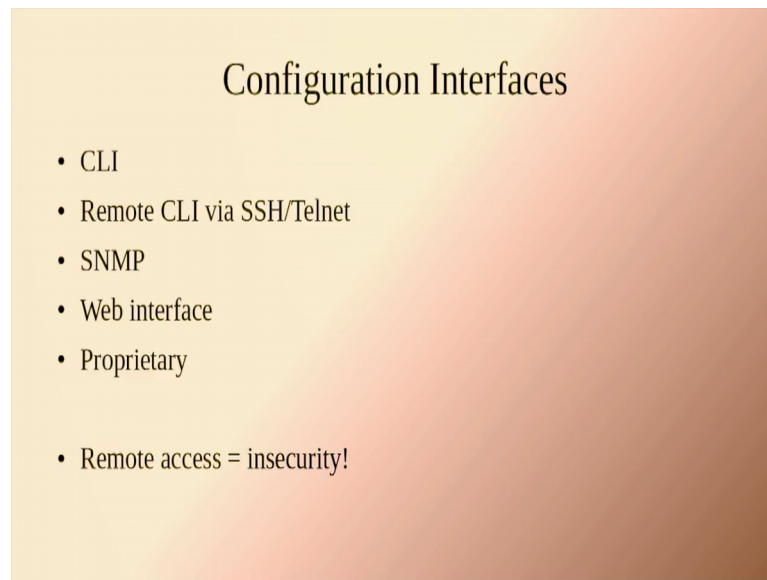 Configuration Interfaces
• CLI
• Remote CLI via SSH/Telnet
• SNMP
• Web interface
• Proprietary
• Remote access = insecurity!